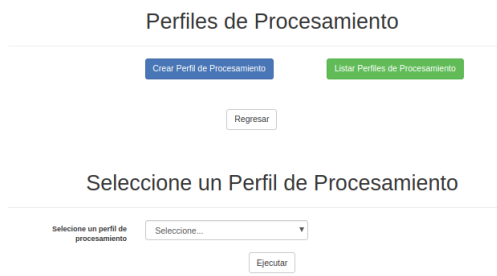 Perfiles de Procesamiento
Crear Perfil de Procesamiento
Listar Perfiles de Procesamiento
Regresar
Seleccione un Perfil de Procesamiento
Selecione un perfil de
procesamiento
Seleccione...
Ejecutar